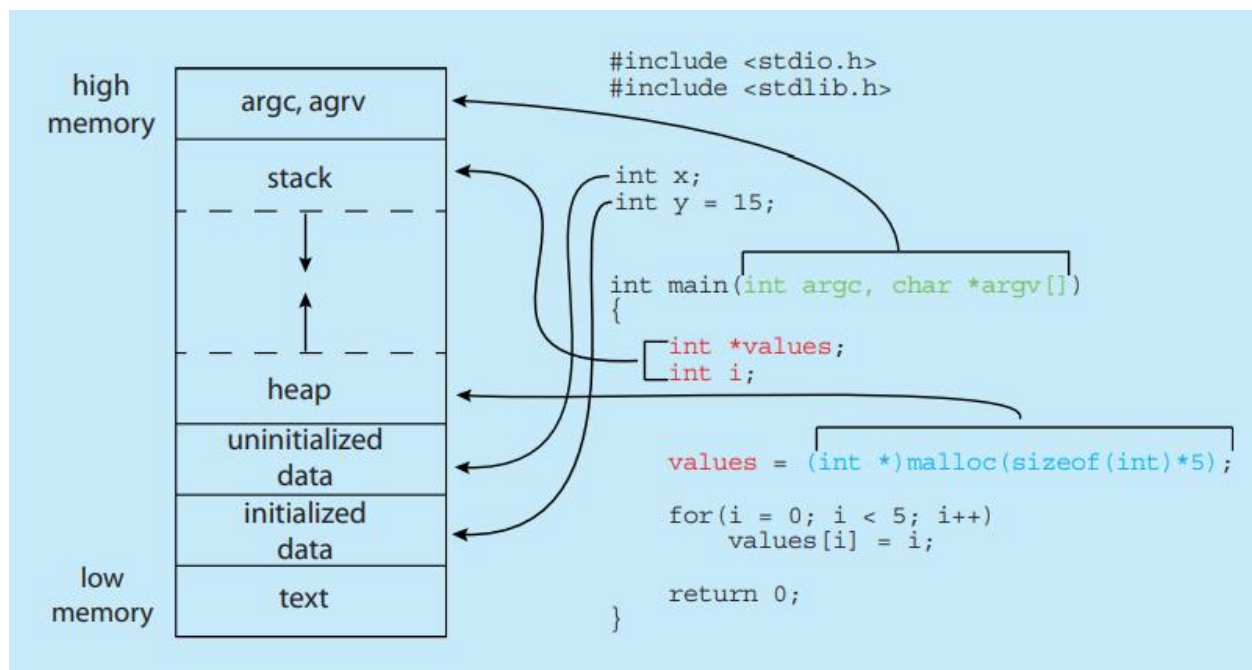 high
memory
argc, agrv
stack
heap
uninitialized
data
initialized
data
low
memory
text
#include <stdio.h>
#include <stdlib.h>
int x;
int y = 15;
int main(int argc, char *argv[])
{
int *values;
int i;
values = (int *)malloc(sizeof(int)*5);
for(i = 0; i < 5; i++)
values[i] = i;
return 0;
}